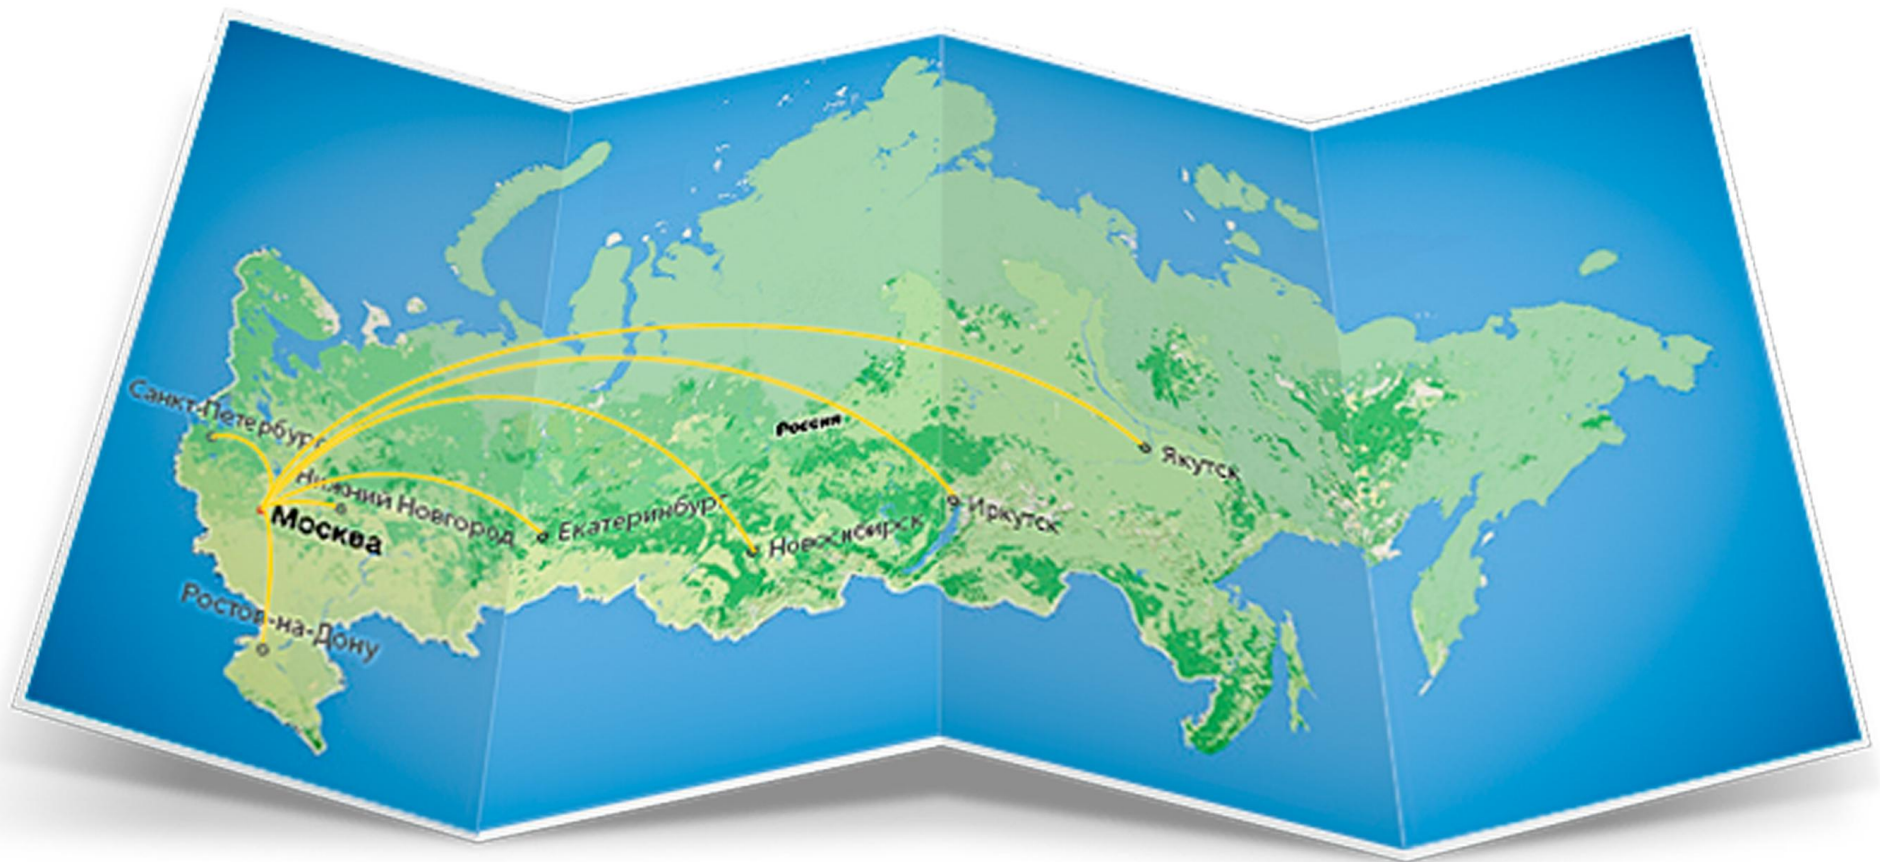 Санкт-Петербург
Россия
Якутск
Нижний Новгород
Москва
Екатеринбург
Новосибирск
Иркутск
Ростов-на-Дону